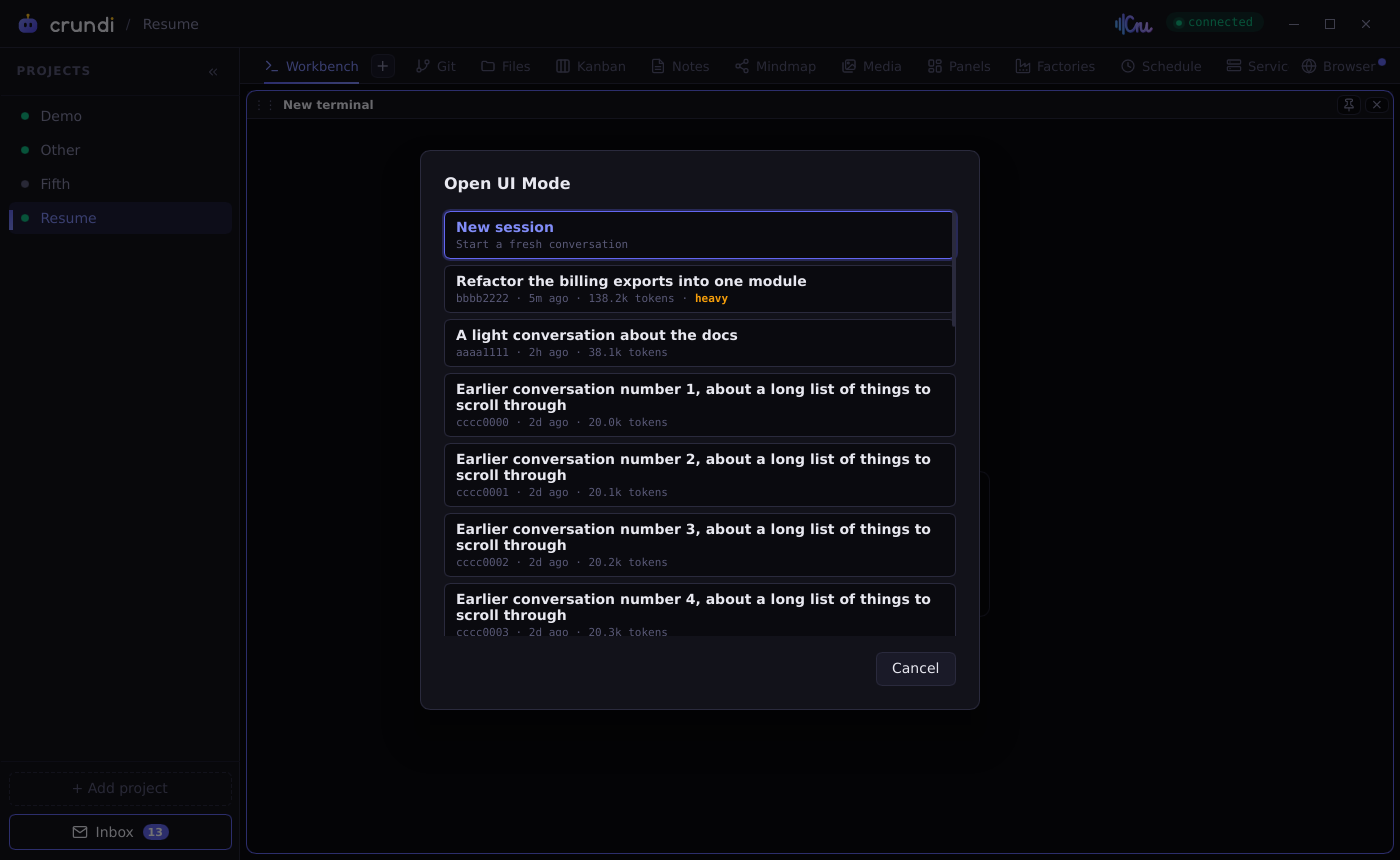 crundi / Resume
Cru
connected
PROJECTS
«
Workbench
+
Git
Files
Kanban
Notes
Mindmap
Media
Panels
Factories
Schedule
Servic
Browser
Demo
Other
Fifth
Resume
New terminal
Open UI Mode
New session
Start a fresh conversation
Refactor the billing exports into one module
bbbb2222 · 5m ago · 138.2k tokens · heavy
A light conversation about the docs
aaaa1111 · 2h ago · 38.1k tokens
Earlier conversation number 1, about a long list of things to
scroll through
cccc0000 · 2d ago · 20.0k tokens
Earlier conversation number 2, about a long list of things to
scroll through
cccc0001 · 2d ago · 20.1k tokens
Earlier conversation number 3, about a long list of things to
scroll through
cccc0002 · 2d ago · 20.2k tokens
Earlier conversation number 4, about a long list of things to
scroll through
cccc0003 · 2d ago · 20.3k tokens
Cancel
+ Add project
Inbox 13